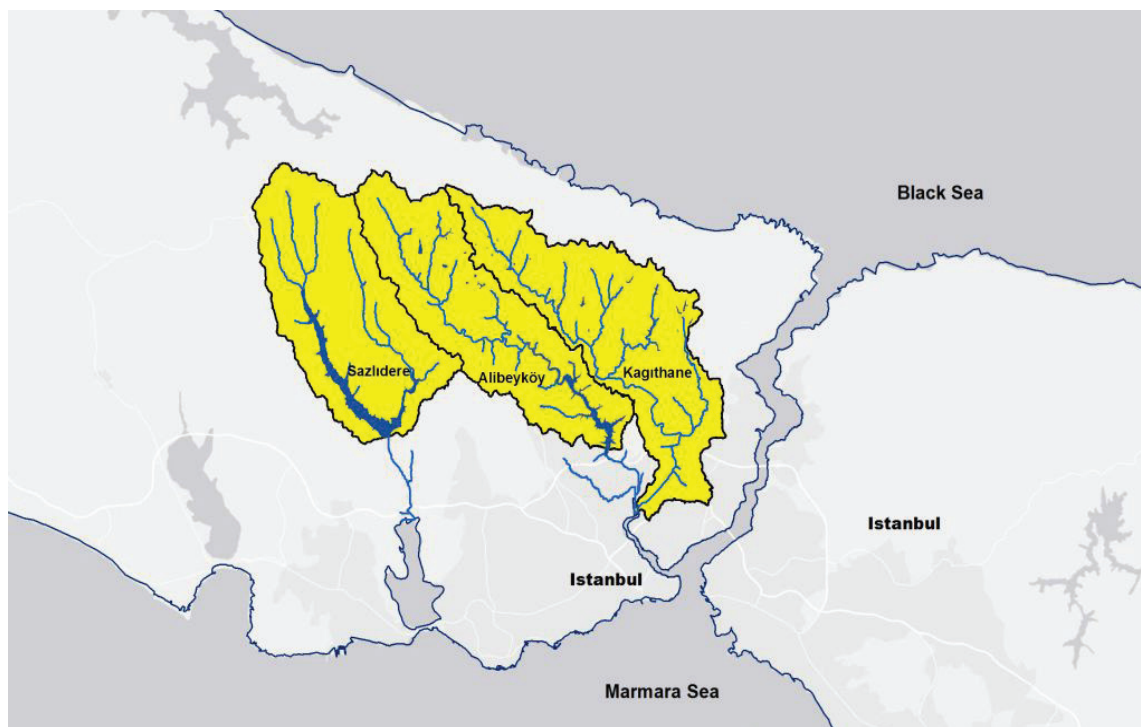 Black Sea
Sazlıdere
Alibeyköy
Kagıthane
Istanbul
Istanbul
Marmara Sea